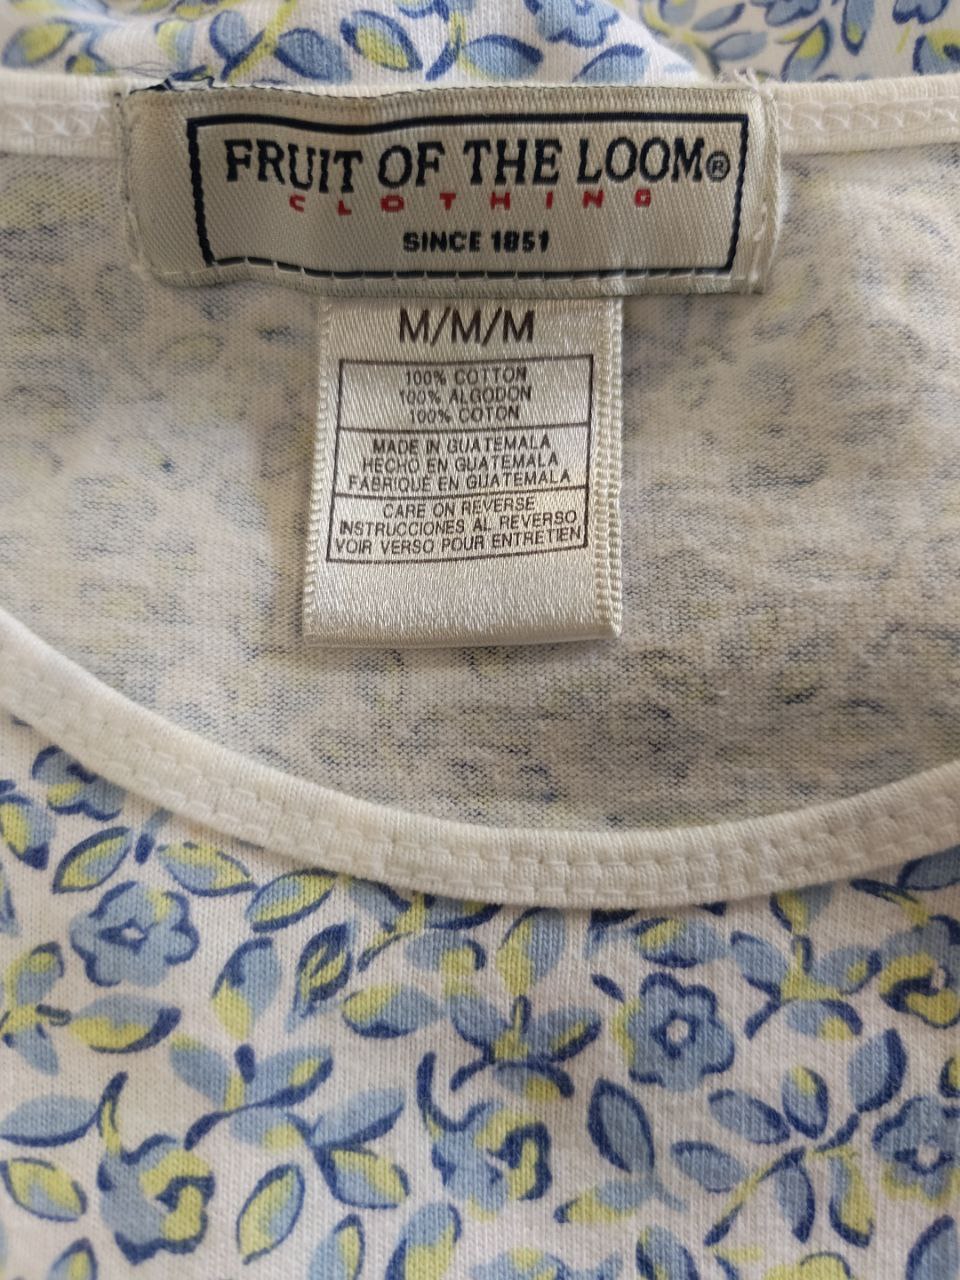 FRUIT OF THE LOOM®
CLOTHING
SINCE 1851
M/M/M
100% COTTON
100% ALGODON
100% COTON
MADE IN GUATEMALA
HECHO EN GUATEMALA
FABRIQUE EN GUATEMALA
CARE ON REVERSE
INSTRUCCIONES AL REVERSO
VOIR VERSO POUR ENTRETIEN